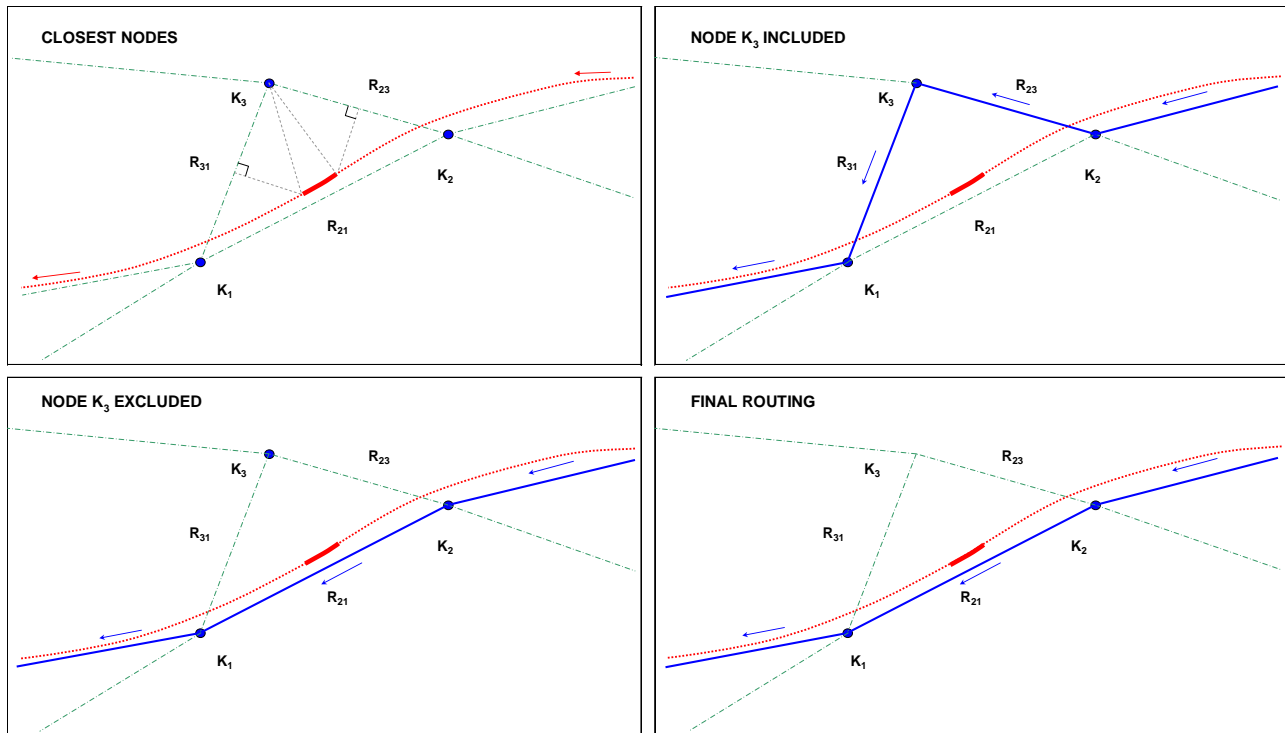 CLOSEST NODES
R23
K3
R31
K2
R21
K1
NODE K3 INCLUDED
R23
K3
R31
K2
R21
K1
NODE K3 EXCLUDED
R23
K3
R31
K2
R21
K1
FINAL ROUTING
R23
K3
R31
K2
R21
K1